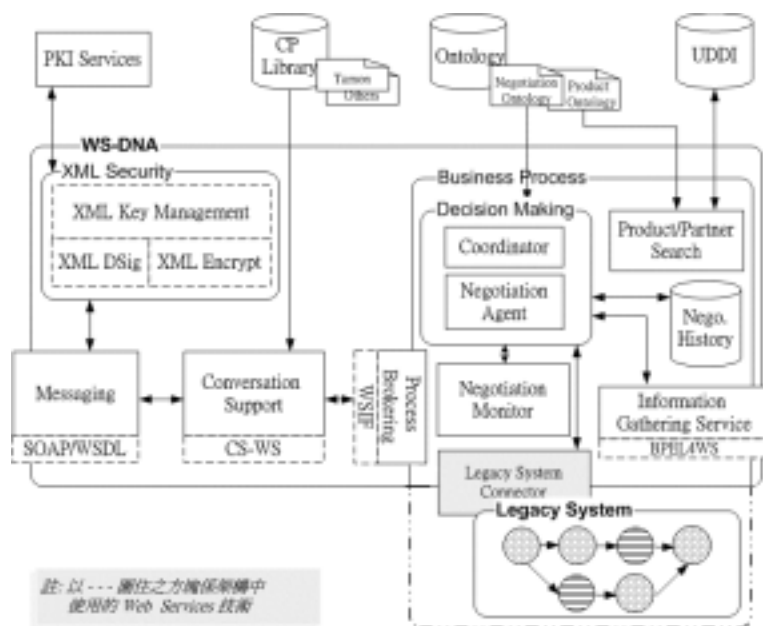 PKI Services
CP
Library
Tamen
Others
Ontology
Negotiation
Ontology
Product
Ontology
UDDI
WS-DNA
XML Security
XML Key Management
XML DSig
XML Encrypt
Business Process
Decision Making
Coordinator
Negotiation
Agent
Product/Partner
Search
Nego.
History
Messaging
SOAP/WSDL
Conversation
Support
CS-WS
Process
Brokering
WSIF
Negotiation
Monitor
Information
Gathering Service
BPEL4WS
Legacy System
Connector
Legacy System
註: 以 --- 圍住之方塊係架構中
使用的 Web Services 技術